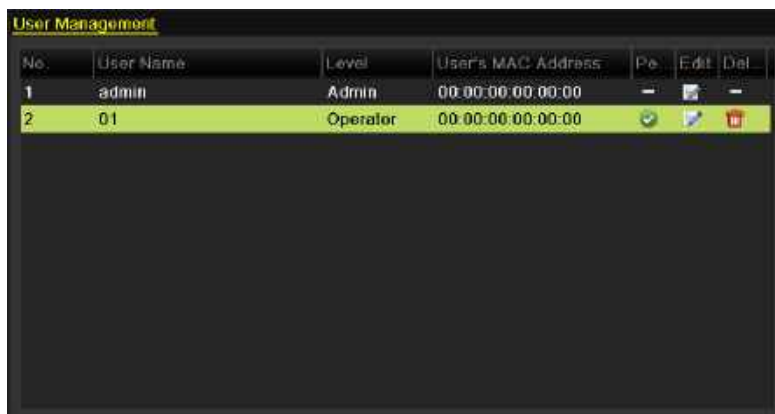 User Management
No. User Name Level User's MAC Address Pe... Edit Del...
1 admin Admin 00:00:00:00:00:00 – –
2 01 Operator 00:00:00:00:00:00